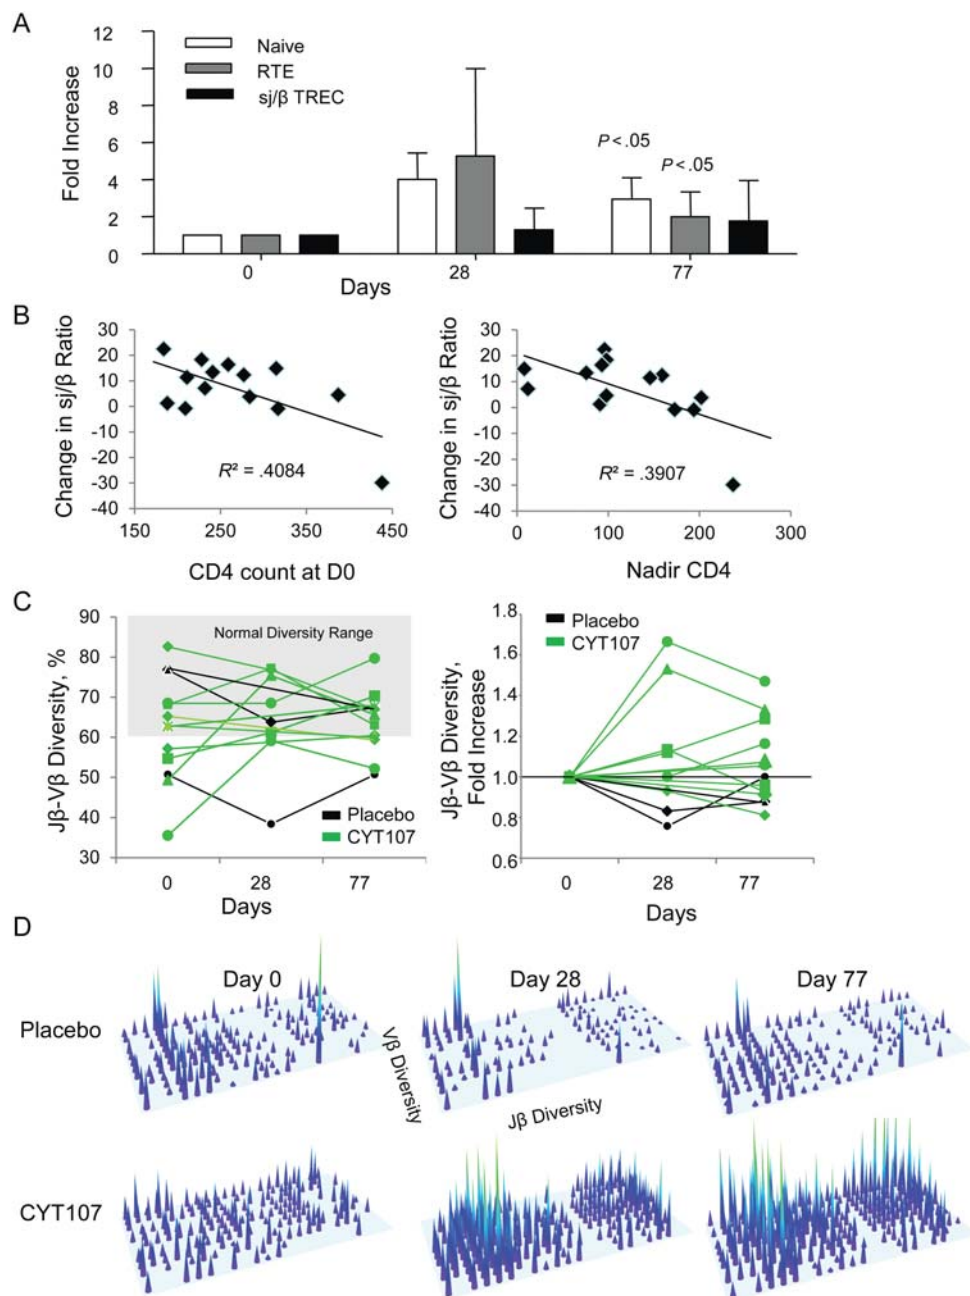 A
12
10
8
6
4
2
0
Fold Increase
Naive
RTE
sj/β TREC
P < .05
P < .05
0
28
77
Days
B
30
20
10
0
-10
-20
-30
-40
Change in sj/β Ratio
R² = .4084
150
250
350
450
CD4 count at D0
30
20
10
0
-10
-20
-30
-40
Change in sj/β Ratio
R² = .3907
0
100
200
300
Nadir CD4
C
90
80
70
60
50
40
30
Jβ-Vβ Diversity, %
Normal Diversity Range
Placebo
CYT107
0
28
77
Days
1.8
1.6
1.4
1.2
1.0
0.8
0.6
Jβ-Vβ Diversity,
Fold Increase
Placebo
CYT107
0
28
77
Days
D
Day 0
Day 28
Day 77
Placebo
Vβ Diversity
Jβ Diversity
CYT107